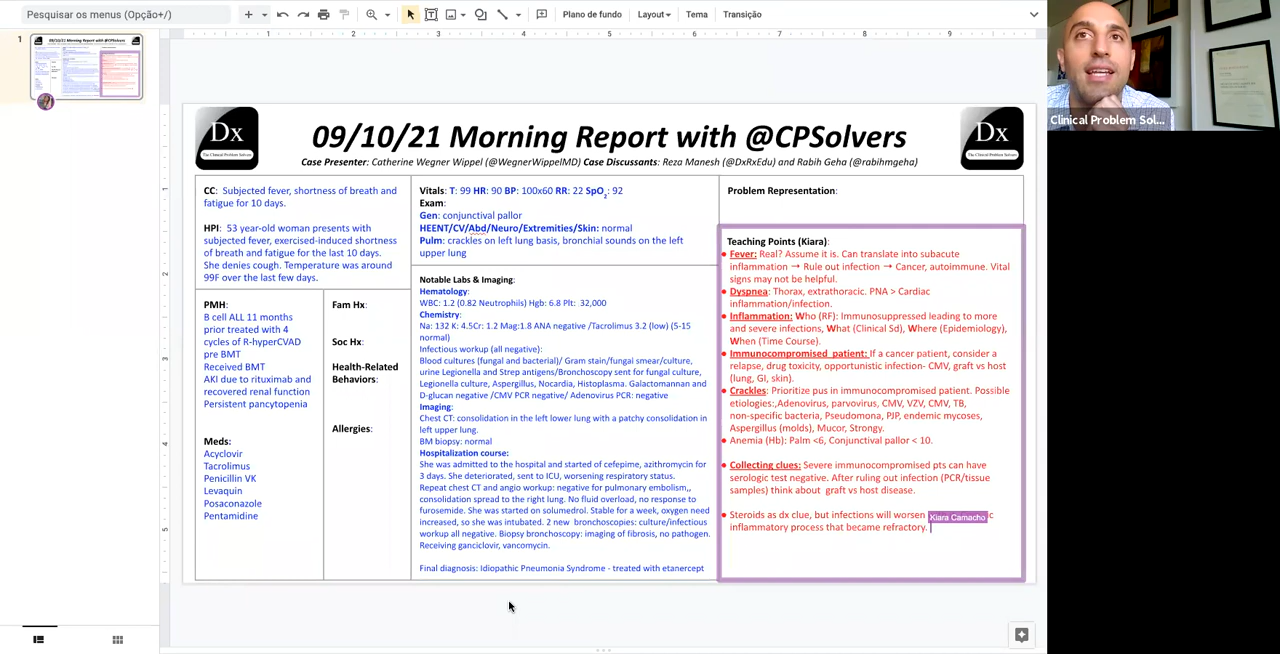 Pesquisar os menus (Opção+/)
Plano de fundo
Layout
Tema
Transição
1
1
2
3
4
5
6
7
8
9
1
2
3
4
5
Dx
The Clinical Problem Solvers
09/10/21 Morning Report with @CPSolvers
Case Presenter: Catherine Wegner Wippel (@WegnerWippelMD) Case Discussants: Reza Manesh (@DxRxEdu) and Rabih Geha (@rabihmgeha)
Dx
The Clinical Problem Solvers
CC: Subjected fever, shortness of breath and
fatigue for 10 days.
HPI: 53 year-old woman presents with
subjected fever, exercised-induced shortness
of breath and fatigue for the last 10 days.
She denies cough. Temperature was around
99F over the last few days.
PMH:
B cell ALL 11 months
prior treated with 4
cycles of R-hyperCVAD
pre BMT
Received BMT
AKI due to rituximab and
recovered renal function
Persistent pancytopenia
Meds:
Acyclovir
Tacrolimus
Penicillin VK
Levaquin
Posaconazole
Pentamidine
Fam Hx:
Soc Hx:
Health-Related
Behaviors:
Allergies:
Vitals: T: 99 HR: 90 BP: 100x60 RR: 22 SpO2: 92
Exam:
Gen: conjunctival pallor
HEENT/CV/Abd/Neuro/Extremities/Skin: normal
Pulm: crackles on left lung basis, bronchial sounds on the left
upper lung
Notable Labs & Imaging:
Hematology:
WBC: 1.2 (0.82 Neutrophils) Hgb: 6.8 Plt: 32,000
Chemistry:
Na: 132 K: 4.5Cr: 1.2 Mag:1.8 ANA negative /Tacrolimus 3.2 (low) (5-15
normal)
Infectious workup (all negative):
Blood cultures (fungal and bacterial)/ Gram stain/fungal smear/culture,
urine Legionella and Strep antigens/Bronchoscopy sent for fungal culture,
Legionella culture, Aspergillus, Nocardia, Histoplasma. Galactomannan and
D-glucan negative /CMV PCR negative/ Adenovirus PCR: negative
Imaging:
Chest CT: consolidation in the left lower lung with a patchy consolidation in
left upper lung.
BM biopsy: normal
Hospitalization course:
She was admitted to the hospital and started of cefepime, azithromycin for
3 days. She deteriorated, sent to ICU, worsening respiratory status.
Repeat chest CT and angio workup: negative for pulmonary embolism,,
consolidation spread to the right lung. No fluid overload, no response to
furosemide. She was started on solumedrol. Stable for a week, oxygen need
increased, so she was intubated. 2 new bronchoscopies: culture/infectious
workup all negative. Biopsy bronchoscopy: imaging of fibrosis, no pathogen.
Receiving ganciclovir, vancomycin.
Final diagnosis: Idiopathic Pneumonia Syndrome - treated with etanercept
Problem Representation:
Teaching Points (Kiara):
Fever: Real? Assume it is. Can translate into subacute
inflammation → Rule out infection → Cancer, autoimmune. Vital
signs may not be helpful.
Dyspnea: Thorax, extrathoracic. PNA > Cardiac
inflammation/infection.
Inflammation: Who (RF): Immunosuppressed leading to more
and severe infections, What (Clinical Sd), Where (Epidemiology),
When (Time Course).
Immunocompromised patient: If a cancer patient, consider a
relapse, drug toxicity, opportunistic infection- CMV, graft vs host
(lung, GI, skin).
Crackles: Prioritize pus in immunocompromised patient. Possible
etiologies:,Adenovirus, parvovirus, CMV, VZV, CMV, TB,
non-specific bacteria, Pseudomona, PJP, endemic mycoses,
Aspergillus (molds), Mucor, Strongy.
Anemia (Hb): Palm <6, Conjunctival pallor < 10.
Collecting clues: Severe immunocompromised pts can have
serologic test negative. After ruling out infection (PCR/tissue
samples) think about graft vs host disease.
Steroids as dx clue, but infections will worsen
Kiara Camacho
c
inflammatory process that became refractory.
Clinical Problem Sol...